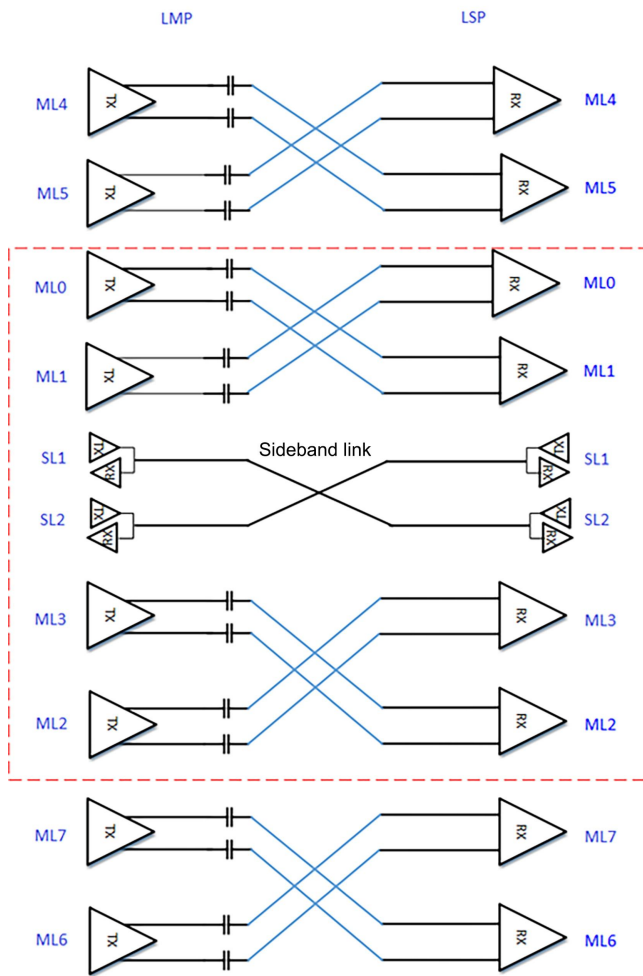 LMP LSP
ML4 TX RX ML4
ML5 TX RX ML5
ML0 TX RX ML0
ML1 TX RX ML1
Sideband link
SL1 TX RX TX RX SL1
SL2 TX RX TX RX SL2
ML3 TX RX ML3
ML2 TX RX ML2
ML7 TX RX ML7
ML6 TX RX ML6